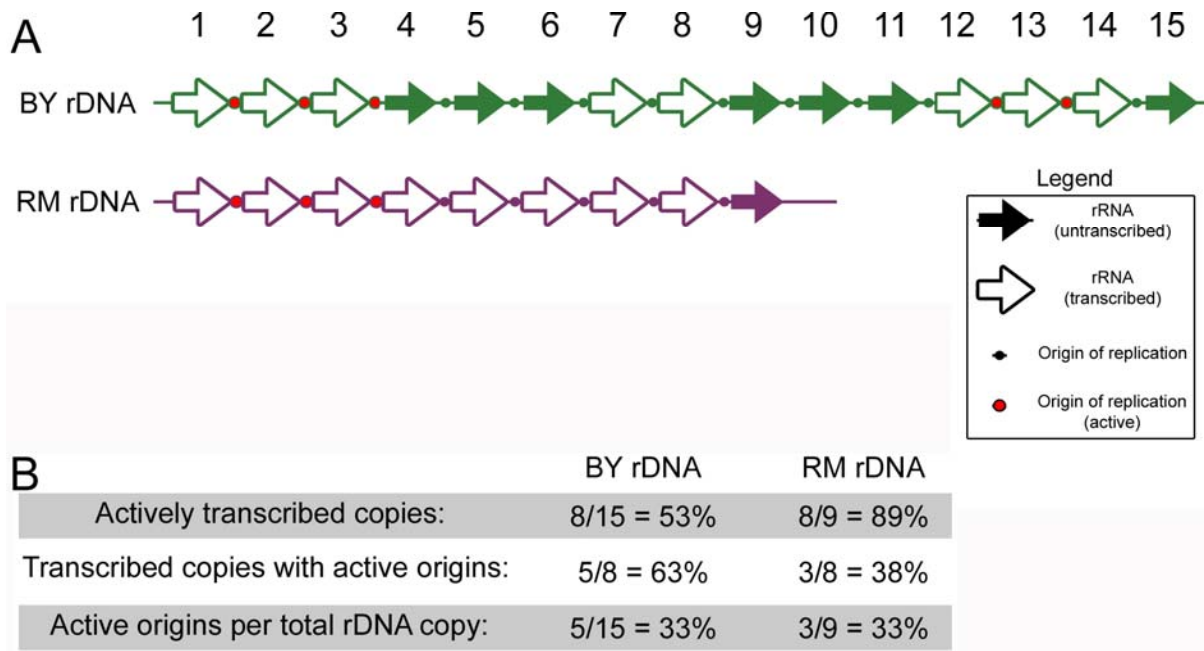 A
1 2 3 4 5 6 7 8 9 10 11 12 13 14 15
BY rDNA
RM rDNA
Legend
rRNA
(untranscribed)
rRNA
(transcribed)
Origin of replication
Origin of replication
(active)
B
BY rDNA RM rDNA
Actively transcribed copies: 8/15 = 53% 8/9 = 89%
Transcribed copies with active origins: 5/8 = 63% 3/8 = 38%
Active origins per total rDNA copy: 5/15 = 33% 3/9 = 33%